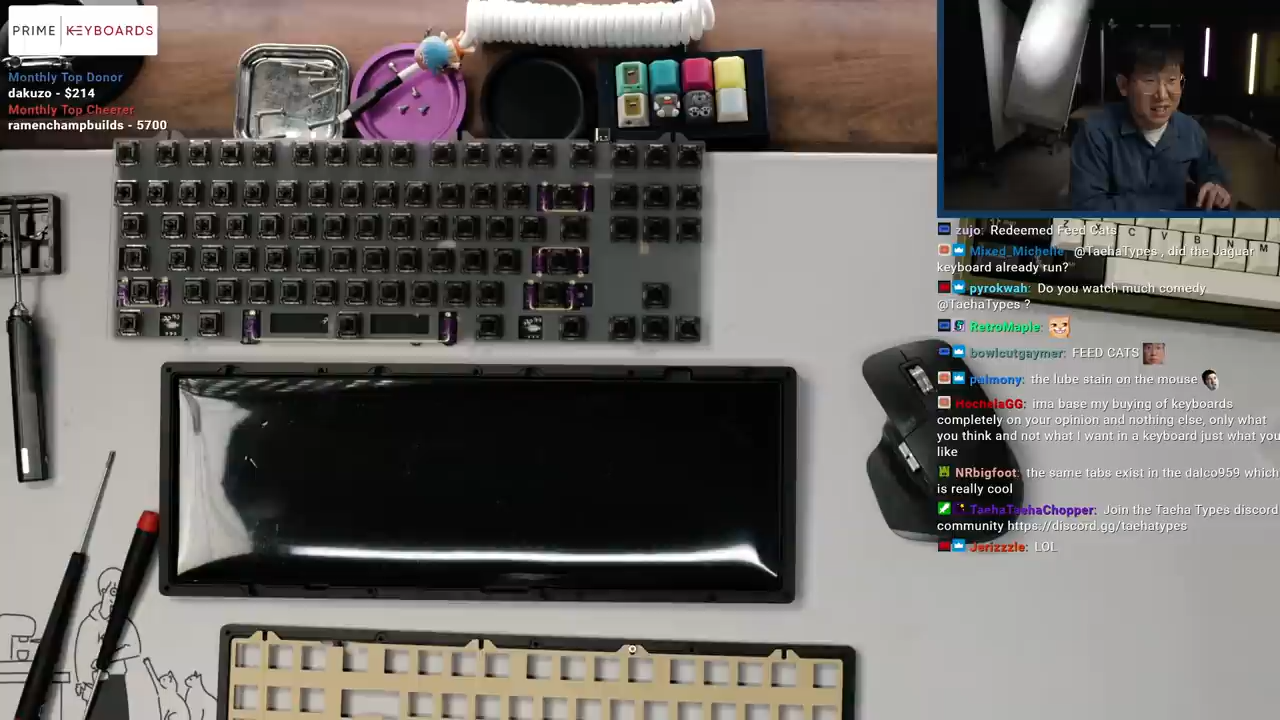 PRIME | KEYBOARDS
Monthly Top Donor
dakuzo - $214
Monthly Top Cheerer
ramenchampbuilds - 5700
zujo: Redeemed Feed Cats
Mixed_Michelle: @TaehaTypes , did the Jaguar
keyboard already run?
pyrokwah: Do you watch much comedy.
@TaehaTypes ?
RetroMaple:
bowlcutgaymer: FEED CATS
palmony: the lube stain on the mouse
HochelaGG: ima base my buying of keyboards
completely on your opinion and nothing else, only what
you think and not what I want in a keyboard just what you
like
NRbigfoot: the same tabs exist in the dalco959 which
is really cool
TaehaTaehaChopper: Join the Taeha Types discord
community https://discord.gg/taehatypes
Jerizzzle: LOL